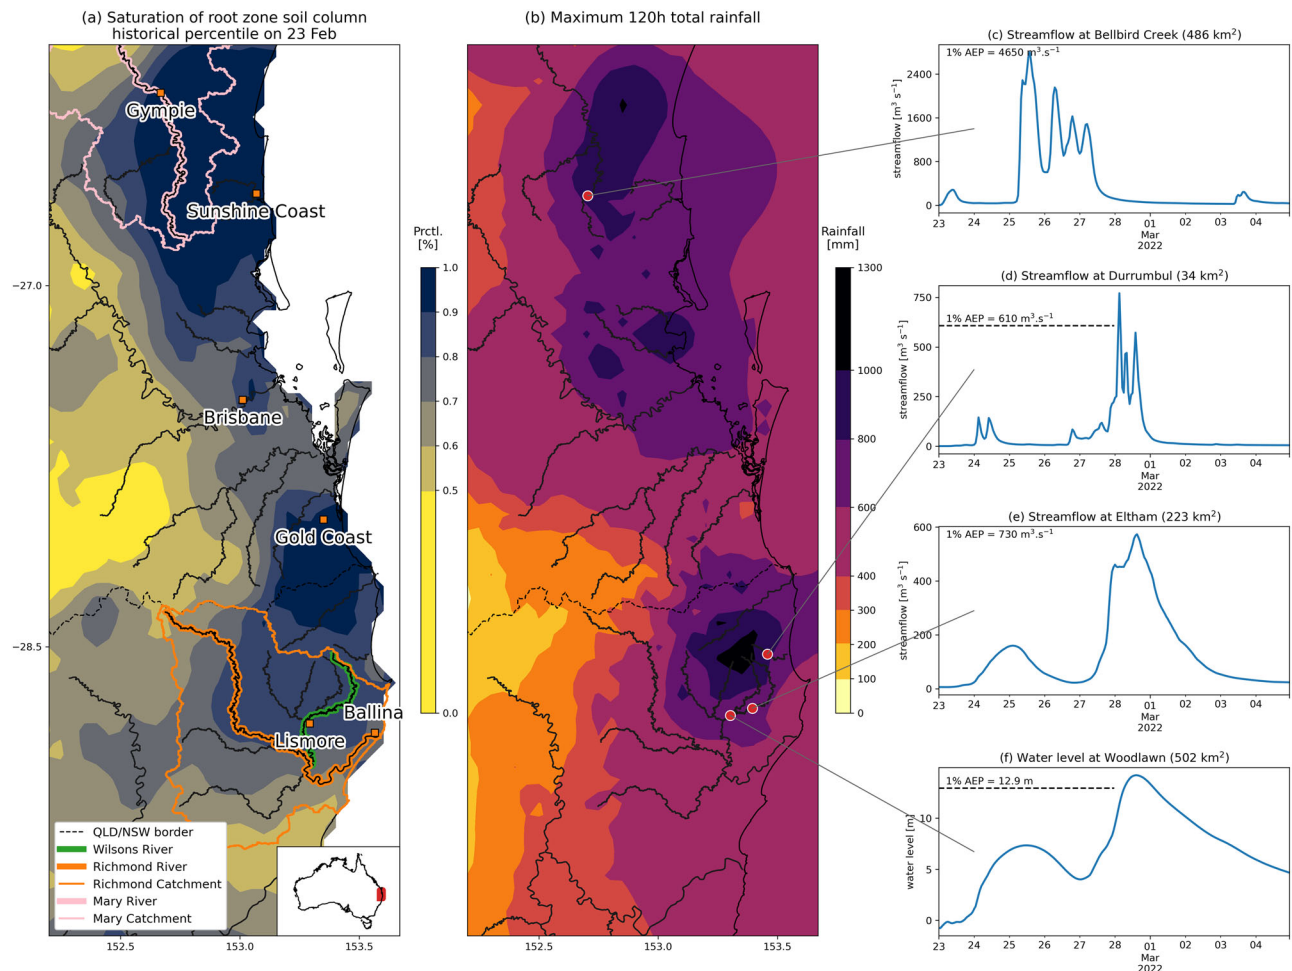 (a) Saturation of root zone soil column
historical percentile on 23 Feb
Gympie
Sunshine Coast
Brisbane
Gold Coast
Ballina
Lismore
−27.0
−28.5
152.5
153.0
153.5
QLD/NSW border
Wilsons River
Richmond River
Richmond Catchment
Mary River
Mary Catchment
Prctl.
[%]
1.0
0.9
0.8
0.7
0.6
0.5
0.0
(b) Maximum 120h total rainfall
152.5
153.0
153.5
Rainfall
[mm]
1300
1000
800
600
400
300
200
100
0
(c) Streamflow at Bellbird Creek (486 km²)
1% AEP = 4650 m³.s⁻¹
streamflow [m³ s⁻¹]
2400
1600
800
0
23 24 25 26 27 28 01 02 03 04
Mar
2022
(d) Streamflow at Durrumbul (34 km²)
1% AEP = 610 m³.s⁻¹
streamflow [m³ s⁻¹]
750
500
250
0
23 24 25 26 27 28 01 02 03 04
Mar
2022
(e) Streamflow at Eltham (223 km²)
1% AEP = 730 m³.s⁻¹
streamflow [m³ s⁻¹]
600
400
200
0
23 24 25 26 27 28 01 02 03 04
Mar
2022
(f) Water level at Woodlawn (502 km²)
1% AEP = 12.9 m
water level [m]
10
5
0
23 24 25 26 27 28 01 02 03 04
Mar
2022